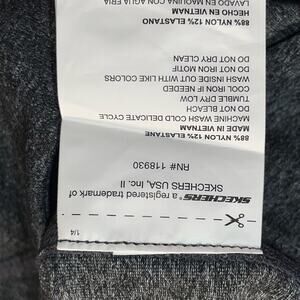 1/4
SKECHERS® a registered trademark of
SKECHERS USA, Inc. II
RN# 118930
88% NYLON 12% ELASTANE
MADE IN VIETNAM
MACHINE WASH COLD DELICATE CYCLE
DO NOT BLEACH
TUMBLE DRY LOW
COOL IRON IF NEEDED
WASH INSIDE OUT WITH LIKE COLORS
DO NOT IRON MOTIF
DO NOT DRY CLEAN
88% NYLON 12% ELASTANO
HECHO EN VIETNAM
LAVADO EN MAQUINA CON AGUA FRIA